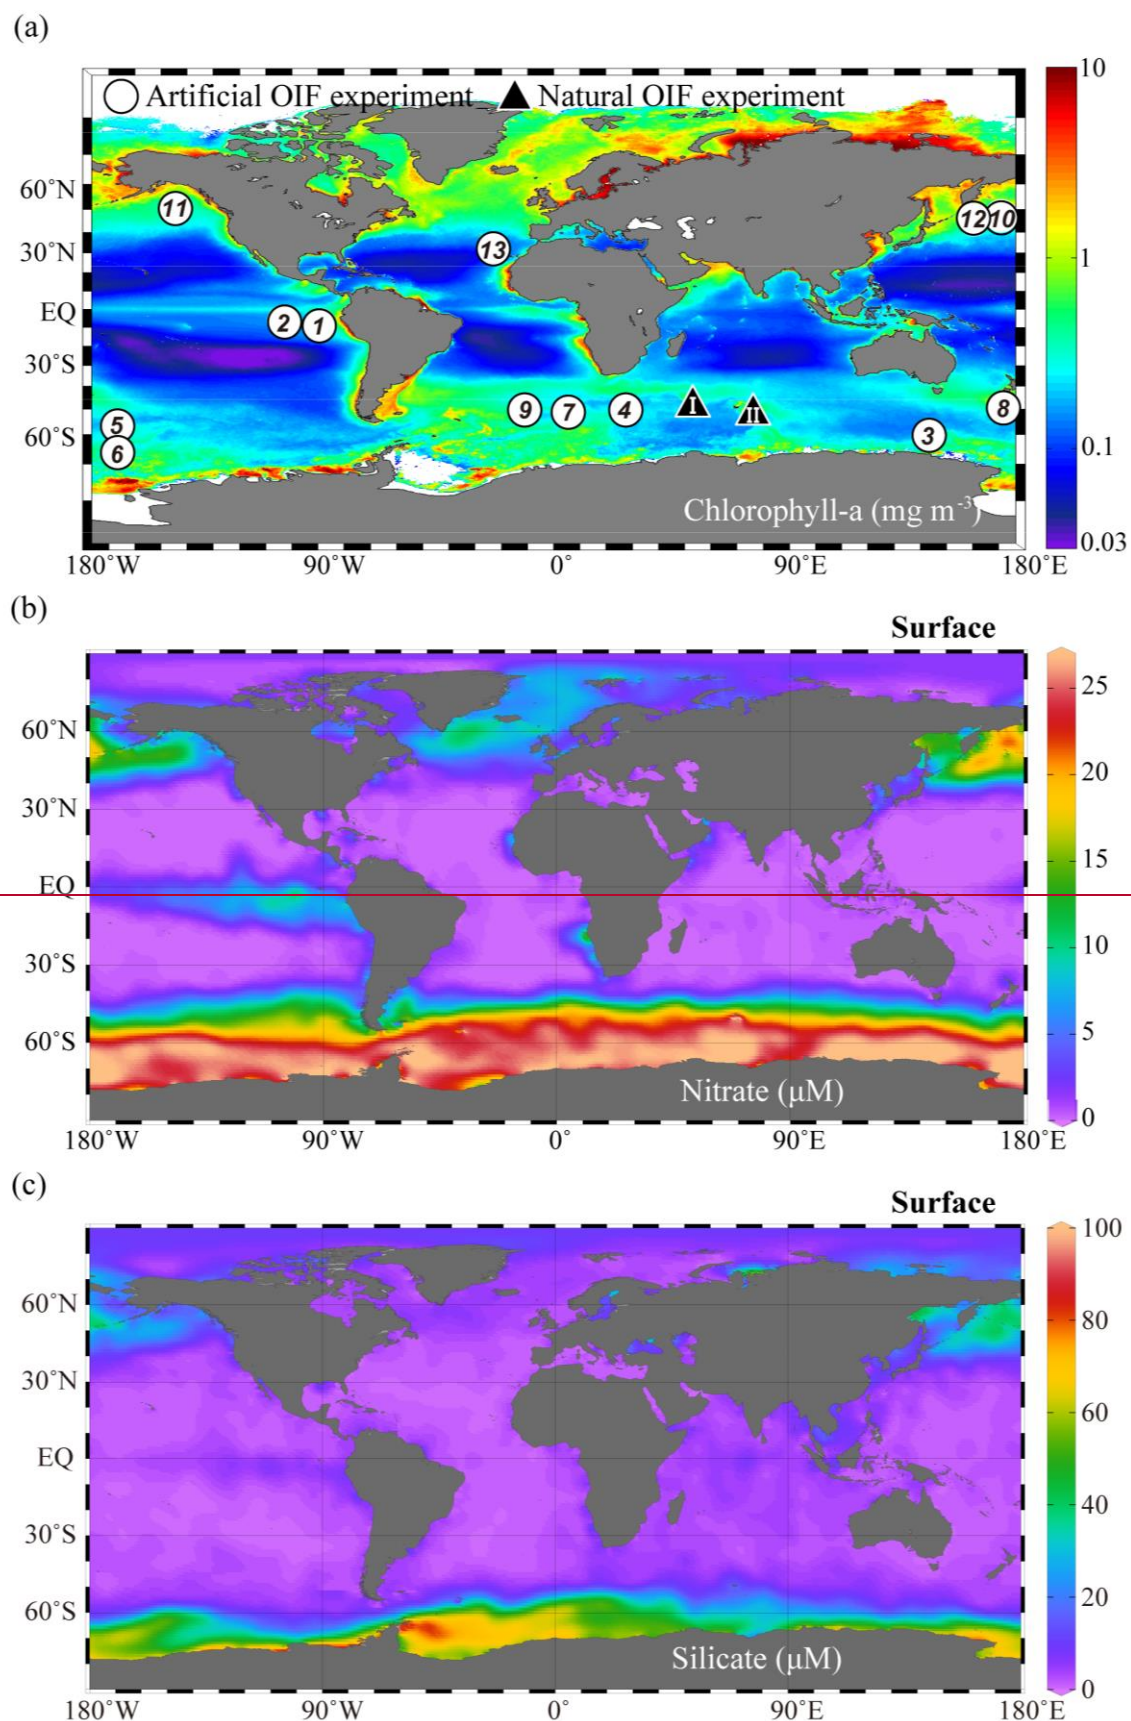 (a)
Artificial OIF experiment Natural OIF experiment
10
60°N
11
12 10
30°N
13
1
EQ
2 1
30°S
9 7 4 I II 8
5
3
0.1
60°S
6
Chlorophyll-a (mg m-3)
0.03
180°W 90°W 0° 90°E 180°E
(b)
Surface
25
60°N
20
30°N
15
EQ
10
30°S
5
60°S
Nitrate (μM)
0
180°W 90°W 0° 90°E 180°E
(c)
Surface
100
60°N
80
30°N
60
EQ
40
30°S
20
60°S
Silicate (μM)
0
180°W 90°W 0° 90°E 180°E